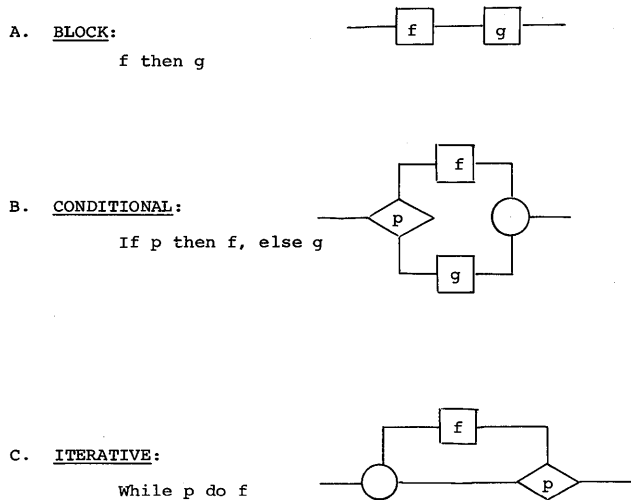 A. BLOCK:
f then g
f g
B. CONDITIONAL:
If p then f, else g
f
p
g
C. ITERATIVE:
While p do f
f
p